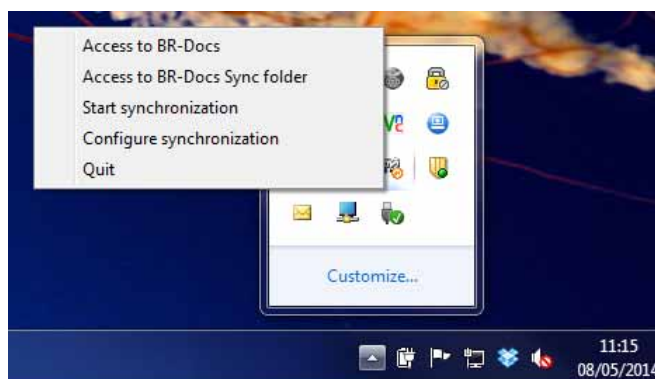 Access to BR-Docs
Access to BR-Docs Sync folder
Start synchronization
Configure synchronization
Quit
V2
Customize...
11:15
08/05/2014